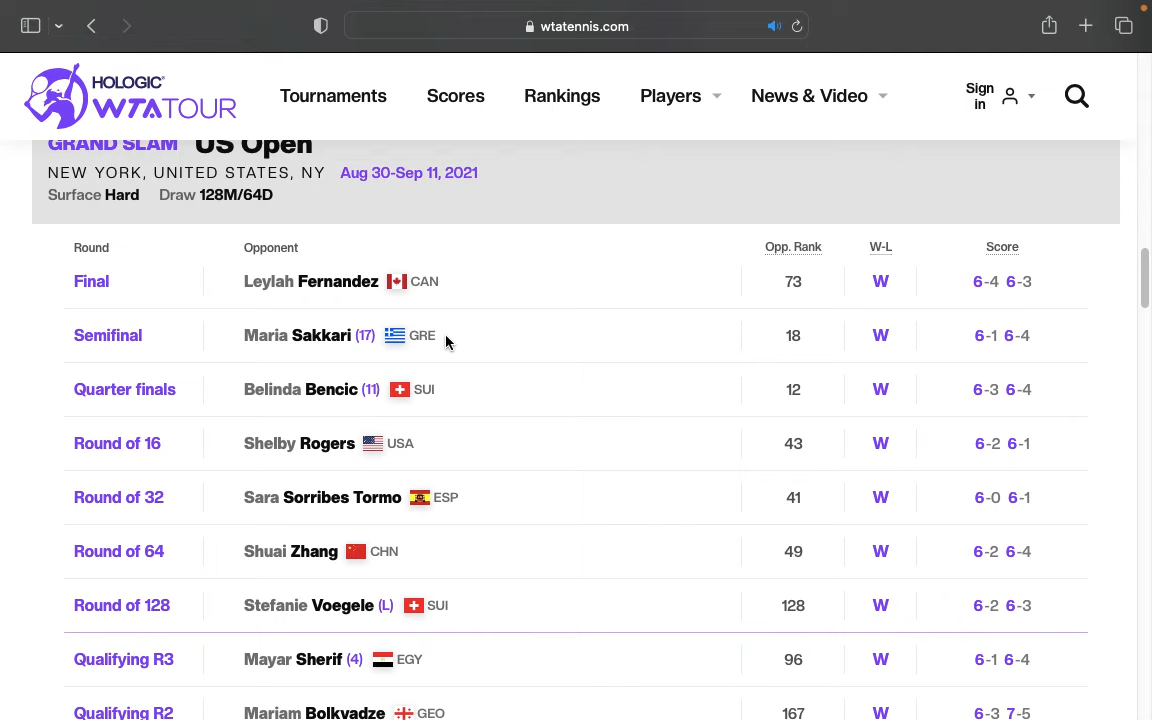 wtatennis.com
HOLOGIC®
WTA TOUR
Tournaments Scores Rankings Players News & Video Sign in
GRAND SLAM US Open
NEW YORK, UNITED STATES, NY Aug 30-Sep 11, 2021
Surface Hard Draw 128M/64D
Round Opponent Opp. Rank W-L Score
Final Leylah Fernandez CAN 73 W 6-4 6-3
Semifinal Maria Sakkari (17) GRE 18 W 6-1 6-4
Quarter finals Belinda Bencic (11) SUI 12 W 6-3 6-4
Round of 16 Shelby Rogers USA 43 W 6-2 6-1
Round of 32 Sara Sorribes Tormo ESP 41 W 6-0 6-1
Round of 64 Shuai Zhang CHN 49 W 6-2 6-4
Round of 128 Stefanie Voegele (L) SUI 128 W 6-2 6-3
Qualifying R3 Mayar Sherif (4) EGY 96 W 6-1 6-4
Qualifying R2 Mariam Bolkvadze GEO 167 W 6-3 7-5